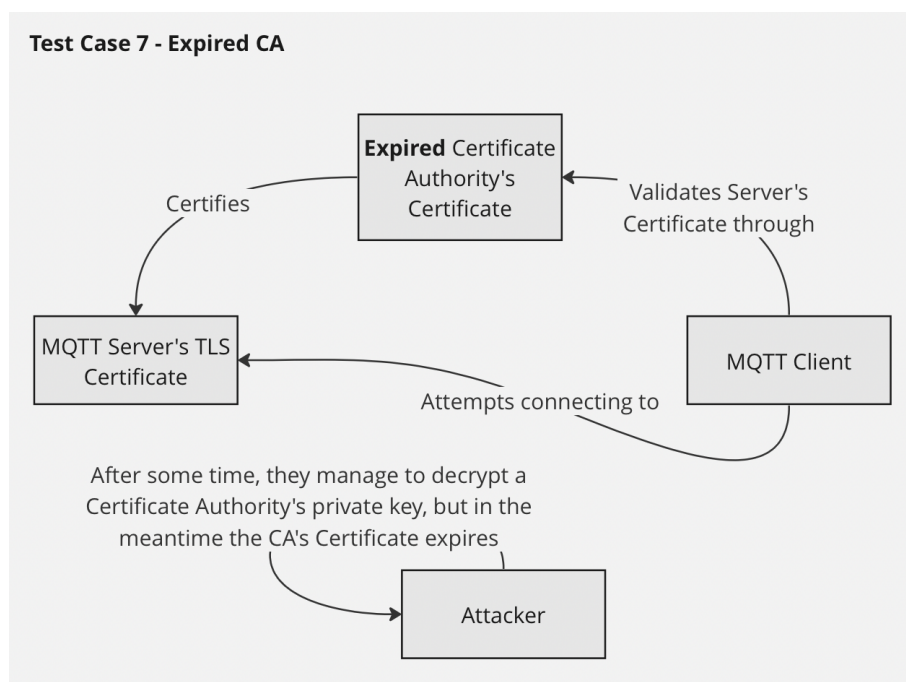 Test Case 7 - Expired CA
Expired Certificate
Authority's
Certificate
Certifies
Validates Server's
Certificate through
MQTT Server's TLS
Certificate
MQTT Client
Attempts connecting to
After some time, they manage to decrypt a
Certificate Authority's private key, but in the
meantime the CA's Certificate expires
Attacker